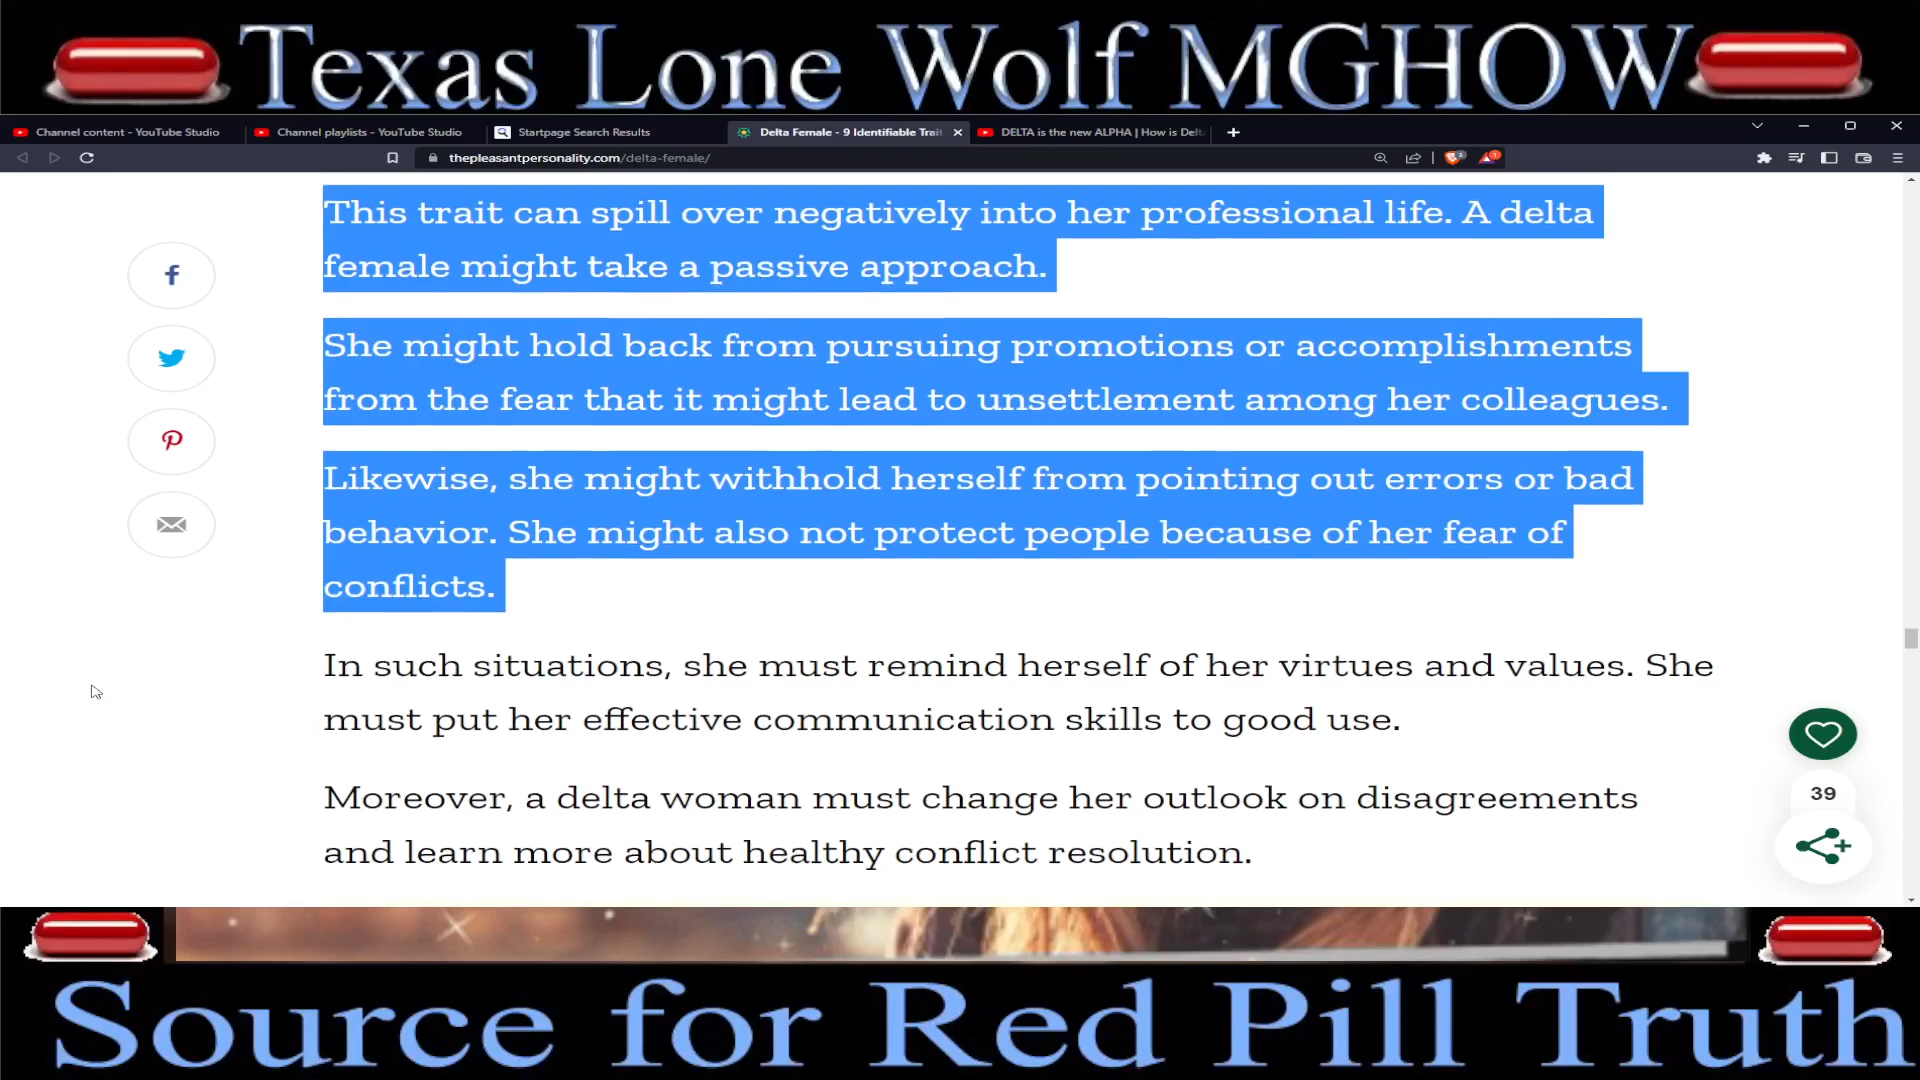 Texas Lone Wolf MGHOW
Channel content - YouTube Studio
Channel playlists - YouTube Studio
Startpage Search Results
Delta Female - 9 Identifiable Trait
DELTA is the new ALPHA | How is Delt
thepleasantpersonality.com/delta-female/
This trait can spill over negatively into her professional life. A delta
female might take a passive approach.
She might hold back from pursuing promotions or accomplishments
from the fear that it might lead to unsettlement among her colleagues.
Likewise, she might withhold herself from pointing out errors or bad
behavior. She might also not protect people because of her fear of
conflicts.
In such situations, she must remind herself of her virtues and values. She
must put her effective communication skills to good use.
Moreover, a delta woman must change her outlook on disagreements
and learn more about healthy conflict resolution.
39
Source for Red Pill Truth